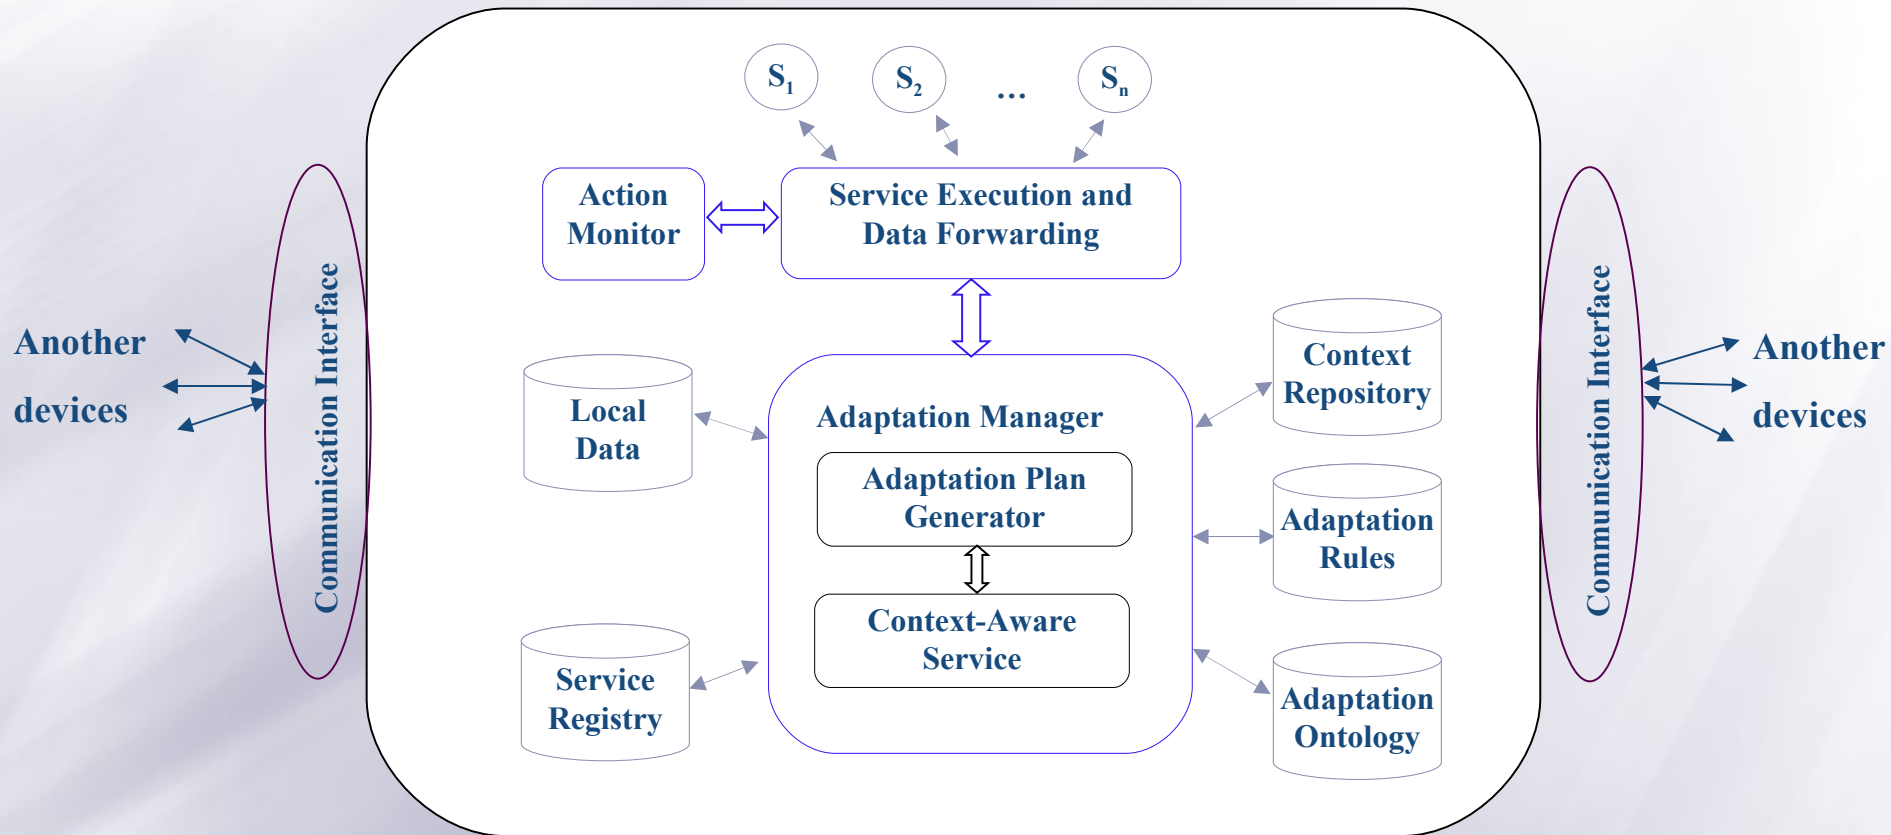 S1
S2
...
Sn
Action
Monitor
Service Execution and
Data Forwarding
Communication Interface
Another
devices
Local
Data
Adaptation Manager
Adaptation Plan
Generator
Context-Aware
Service
Service
Registry
Context
Repository
Adaptation
Rules
Adaptation
Ontology
Communication Interface
Another
devices